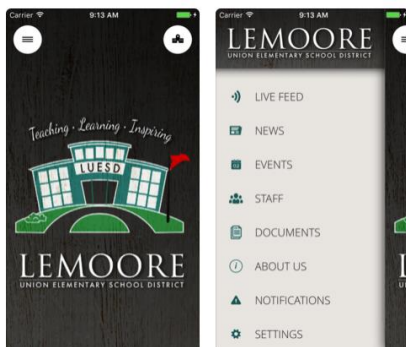 Carrier 9:13 AM
Teaching · Learning · Inspiring
LUESD
LEMOORE
UNION ELEMENTARY SCHOOL DISTRICT
Carrier 9:13 AM
LEMOORE
UNION ELEMENTARY SCHOOL DISTRICT
LIVE FEED
NEWS
EVENTS
STAFF
DOCUMENTS
ABOUT US
NOTIFICATIONS
SETTINGS